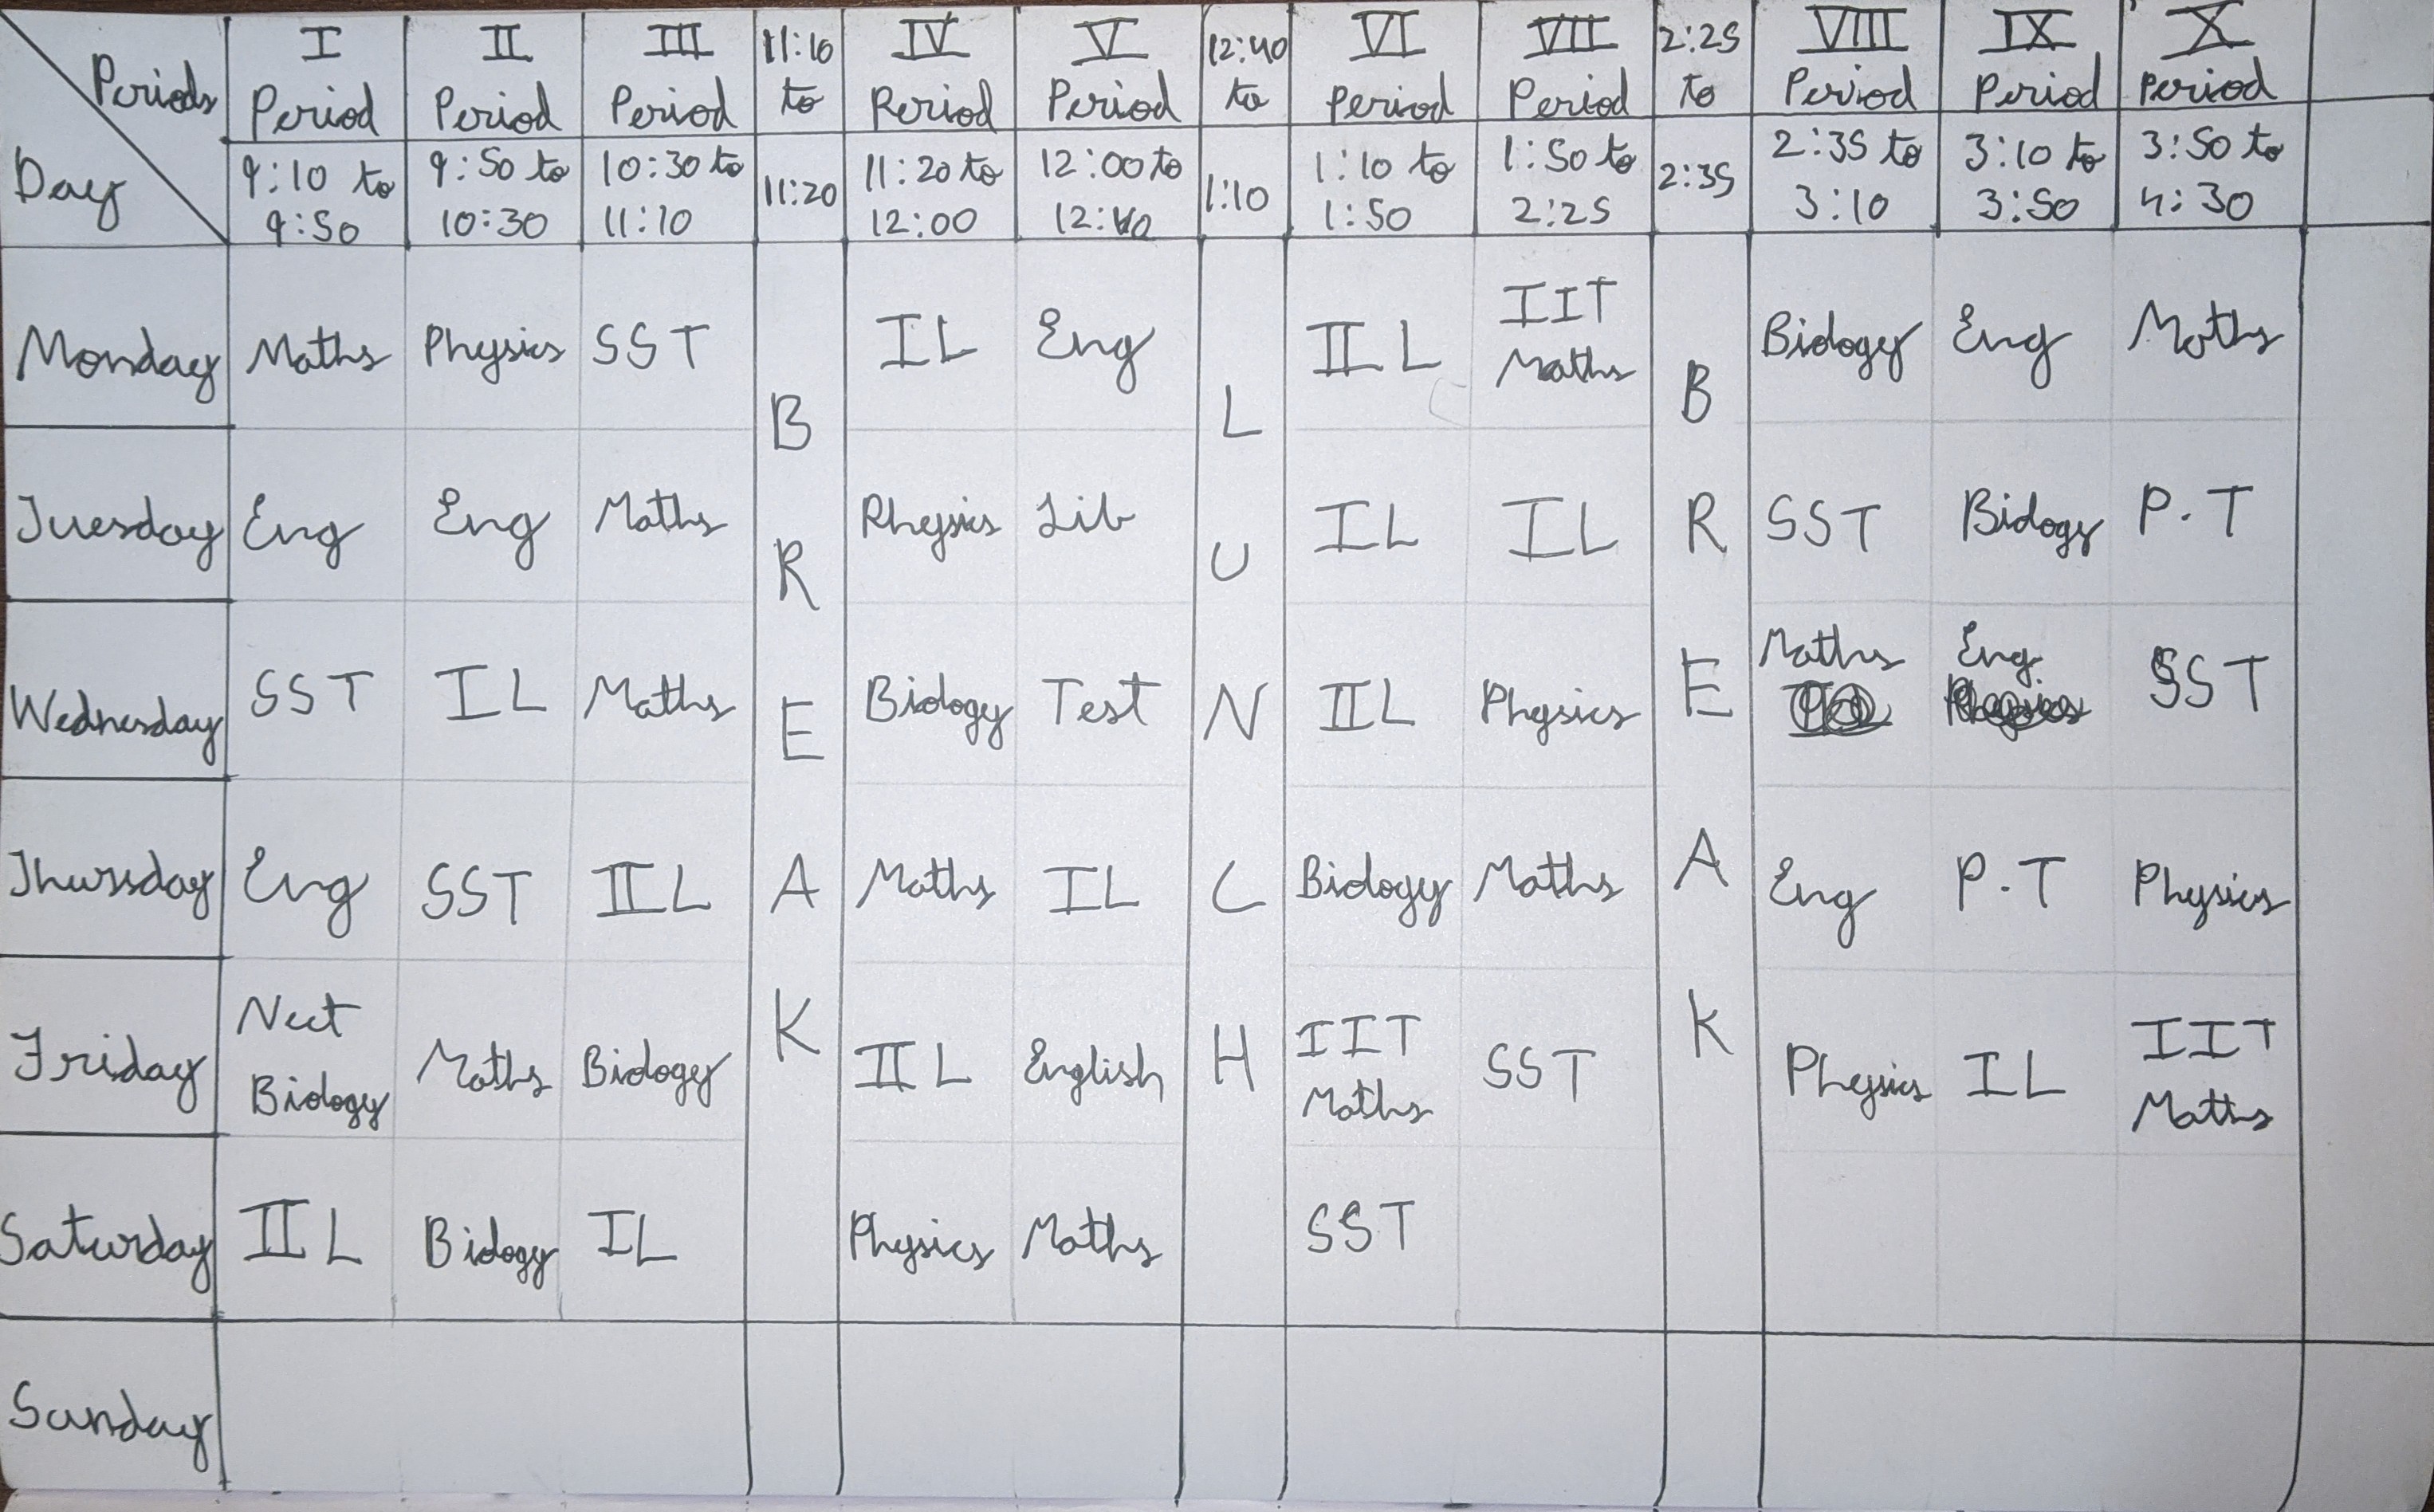 Periods
Day
I Period
II Period
III Period
11:10 to
IV Period
V Period
12:40 to
VI Period
VII Period
2:25 to
VIII Period
IX Period
X Period
9:10 to 9:50
9:50 to 10:30
10:30 to 11:10
11:20
11:20 to 12:00
12:00 to 12:40
1:10
1:10 to 1:50
1:50 to 2:25
2:35
2:35 to 3:10
3:10 to 3:50
3:50 to 4:30
Monday Maths Physics SST IL Eng IIL IIT Maths Biology Eng Maths
Tuesday Eng Eng Maths Physics Lib IL IL SST Biology P.T
Wednesday SST IL Maths Biology Test IIL Physics Maths Eng SST
Thursday Eng SST IIL Maths IL Biology Maths Eng P.T Physics
Friday Neet Biology Maths Biology IIL English IIT Maths SST Physics IL IIT Maths
Saturday IIL Biology IL Physics Maths SST
Sunday
BREAK
LUNCH
BREAK